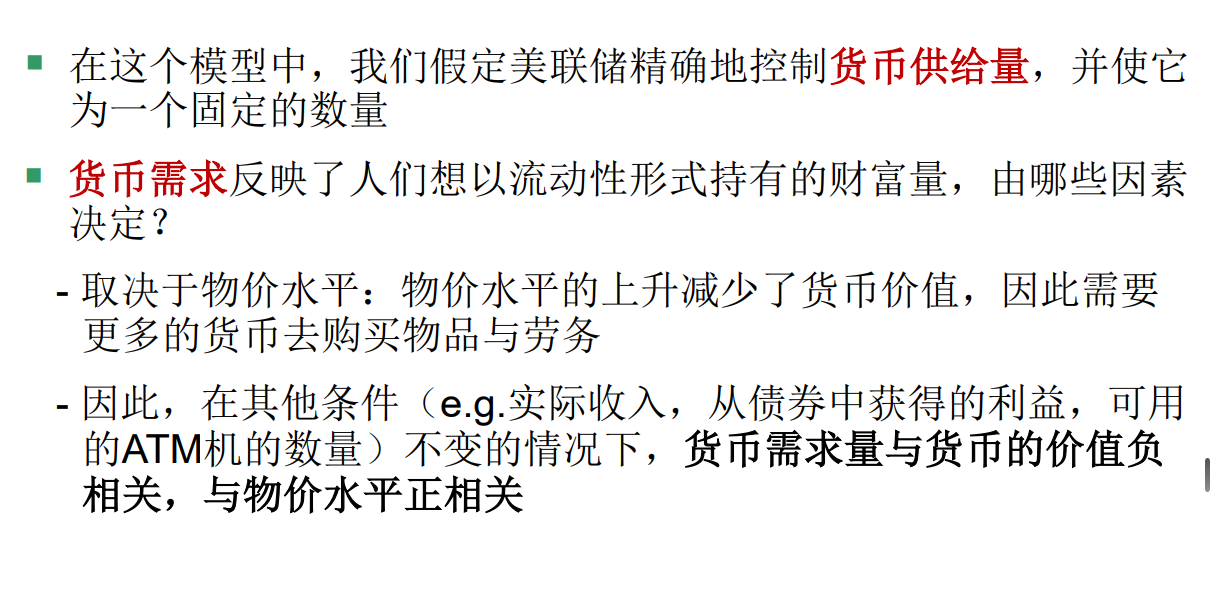 在这个模型中，我们假定美联储精确地控制货币供给量，并使它
为一个固定的数量
货币需求反映了人们想以流动性形式持有的财富量，由哪些因素
决定？
- 取决于物价水平：物价水平的上升减少了货币价值，因此需要
更多的货币去购买物品与劳务
- 因此，在其他条件（e.g.实际收入，从债券中获得的利益，可用
的ATM机的数量）不变的情况下，货币需求量与货币的价值负
相关，与物价水平正相关